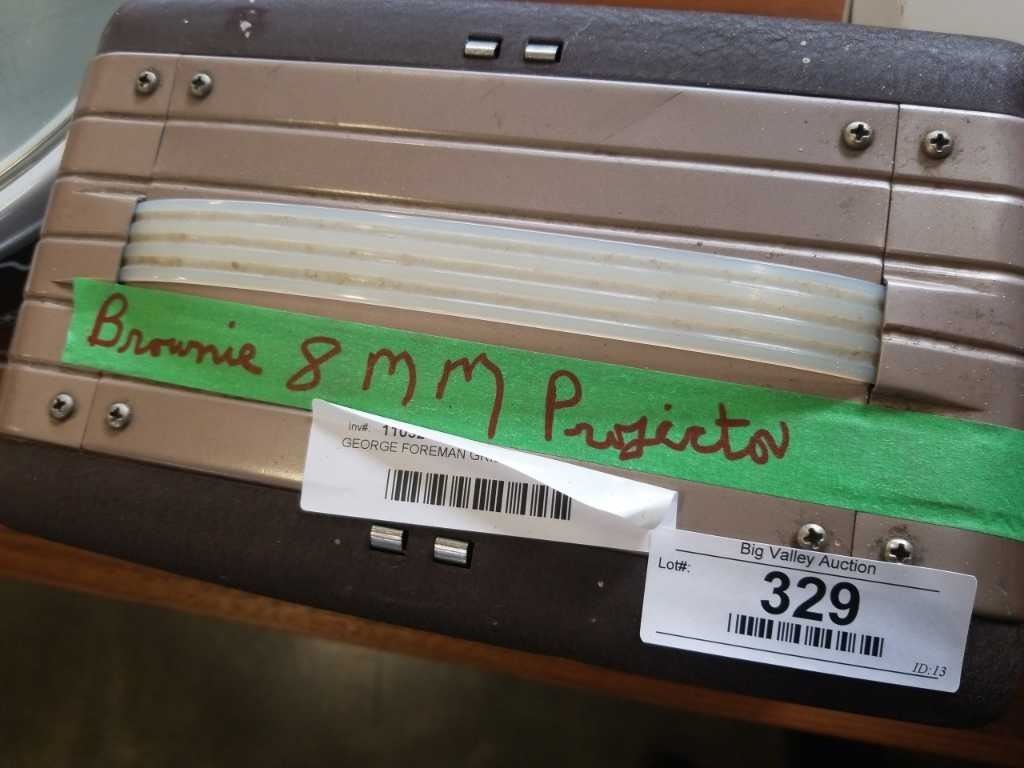 Brownie 8 MM Projector
Inv#:
GEORGE FOREMAN
Big Valley Auction
Lot#:
329
ID:13